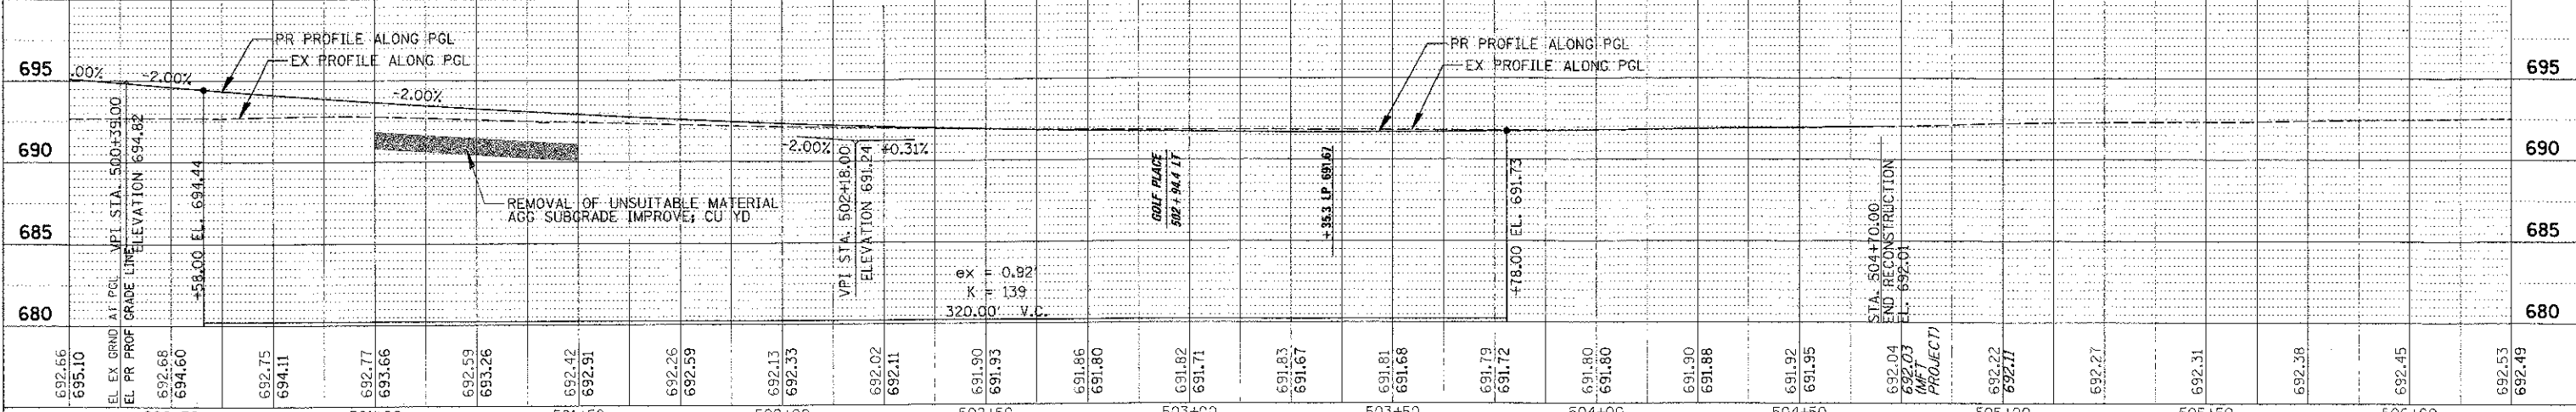 PR PROFILE ALONG PGL
EX PROFILE ALONG PGL
PR PROFILE ALONG PGL
EX PROFILE ALONG PGL
695
.00%
-2.00%
-2.00%
695
690
-2.00%
+0.31%
690
685
685
680
680
VPI STA. 500+39.00
ELEVATION 694.82
+58.00 EL. 694.44
REMOVAL OF UNSUITABLE MATERIAL
AGG SUBGRADE IMPROVE, CU YD
VPI STA. 502+18.00
ELEVATION 691.24
ex = 0.92'
K = 139
320.00' V.C.
GOLF PLACE
502+94.4 LT
+35.3 LP 691.67
+78.00 EL. 691.73
STA. 504+70.00
END RECONSTRUCTION
EL. 692.01
EL EX GRND AT PGL
EL PR PROF GRADE LINE
692.66
695.10
692.68
694.60
692.75
694.11
692.77
693.66
692.59
693.26
692.42
692.91
692.26
692.59
692.13
692.33
692.02
692.11
691.90
691.93
691.86
691.80
691.82
691.71
691.83
691.67
691.81
691.68
691.79
691.72
691.80
691.80
691.90
691.88
691.92
691.95
692.04
692.03
(MFT
PROJECT)
692.22
692.11
692.27
692.31
692.38
692.45
692.53
692.49